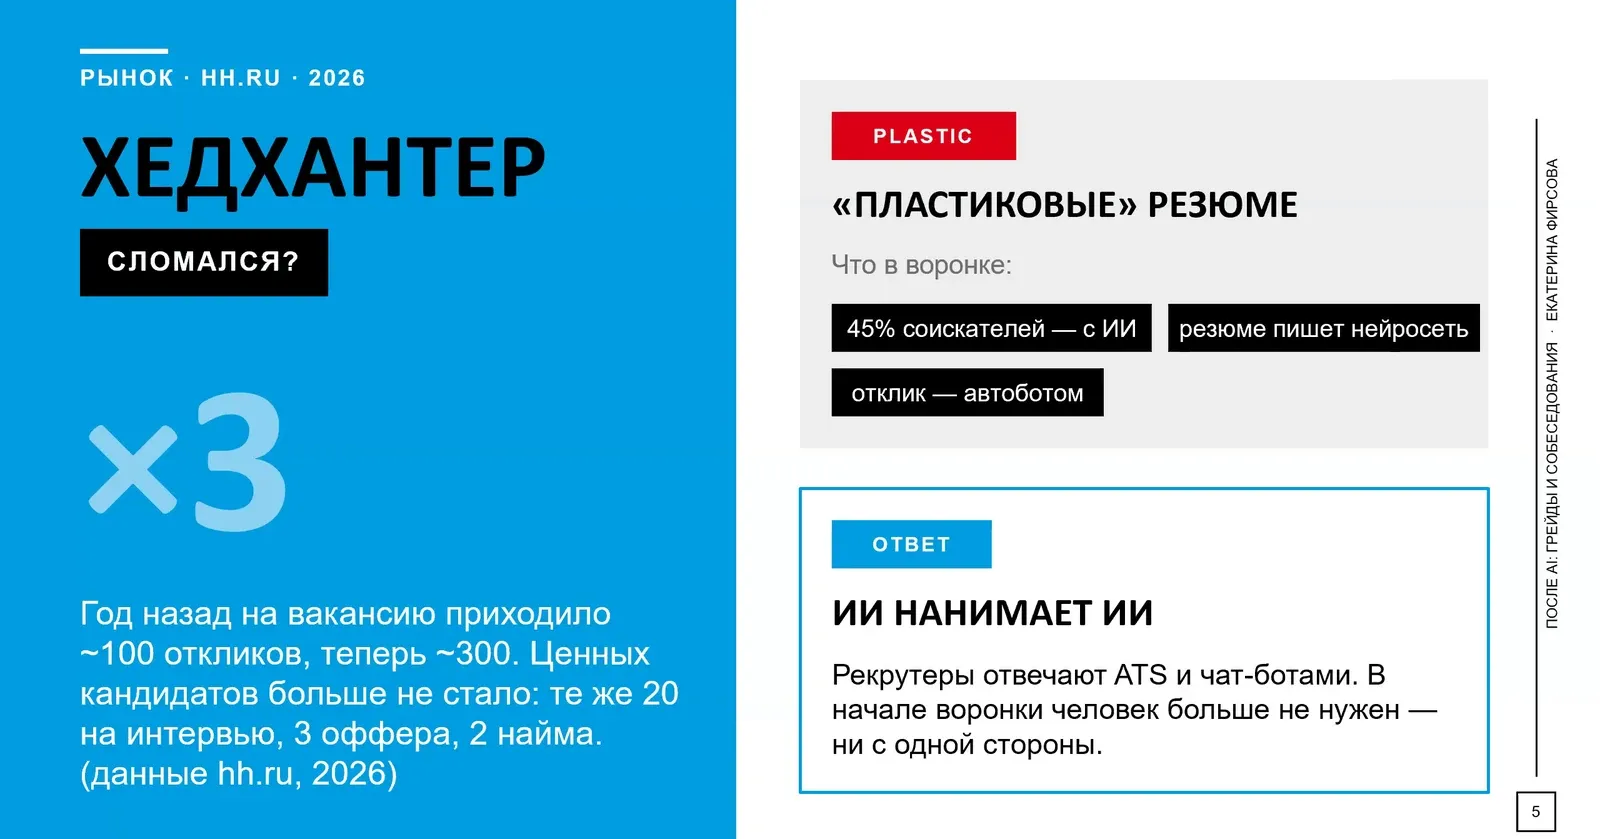 РЫНОК · HH.RU · 2026
ХЕДХАНТЕР
СЛОМАЛСЯ?
×3
Год назад на вакансию приходило
~100 откликов, теперь ~300. Ценных
кандидатов больше не стало: те же 20
на интервью, 3 оффера, 2 найма.
(данные hh.ru, 2026)
PLASTIC
«ПЛАСТИКОВЫЕ» РЕЗЮМЕ
Что в воронке:
45% соискателей — с ИИ
резюме пишет нейросеть
отклик — автоботом
ОТВЕТ
ИИ НАНИМАЕТ ИИ
Рекрутеры отвечают ATS и чат-ботами. В
начале воронки человек больше не нужен —
ни с одной стороны.
ПОСЛЕ AI: ГРЕЙДЫ И СОБЕСЕДОВАНИЯ · ЕКАТЕРИНА ФИРСОВА
5